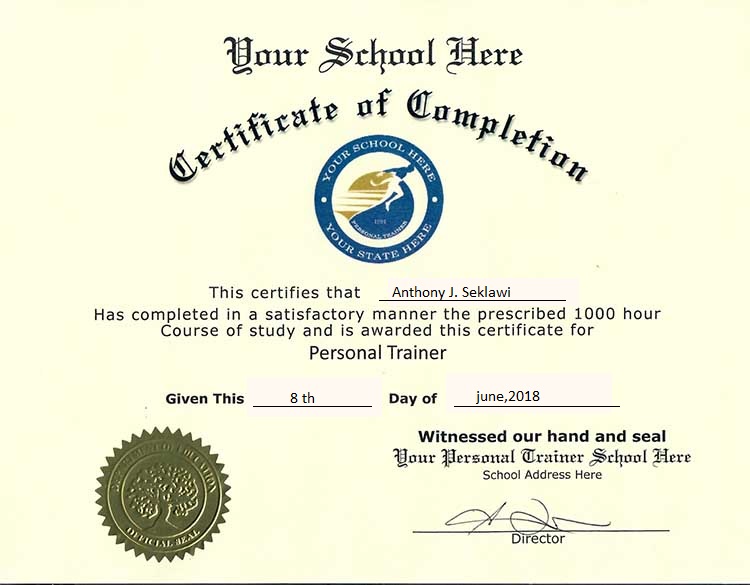 Your School Here
Certificate of Completion
YOUR SCHOOL HERE
PERSONAL TRAINER
YOUR STATE HERE
This certifies that Anthony J. Seklawi
Has completed in a satisfactory manner the prescribed 1000 hour
Course of study and is awarded this certificate for
Personal Trainer
Given This 8 th Day of june,2018
Witnessed our hand and seal
Your Personal Trainer School Here
School Address Here
Director
DEPARTMENT OF EDUCATION
OFFICIAL SEAL